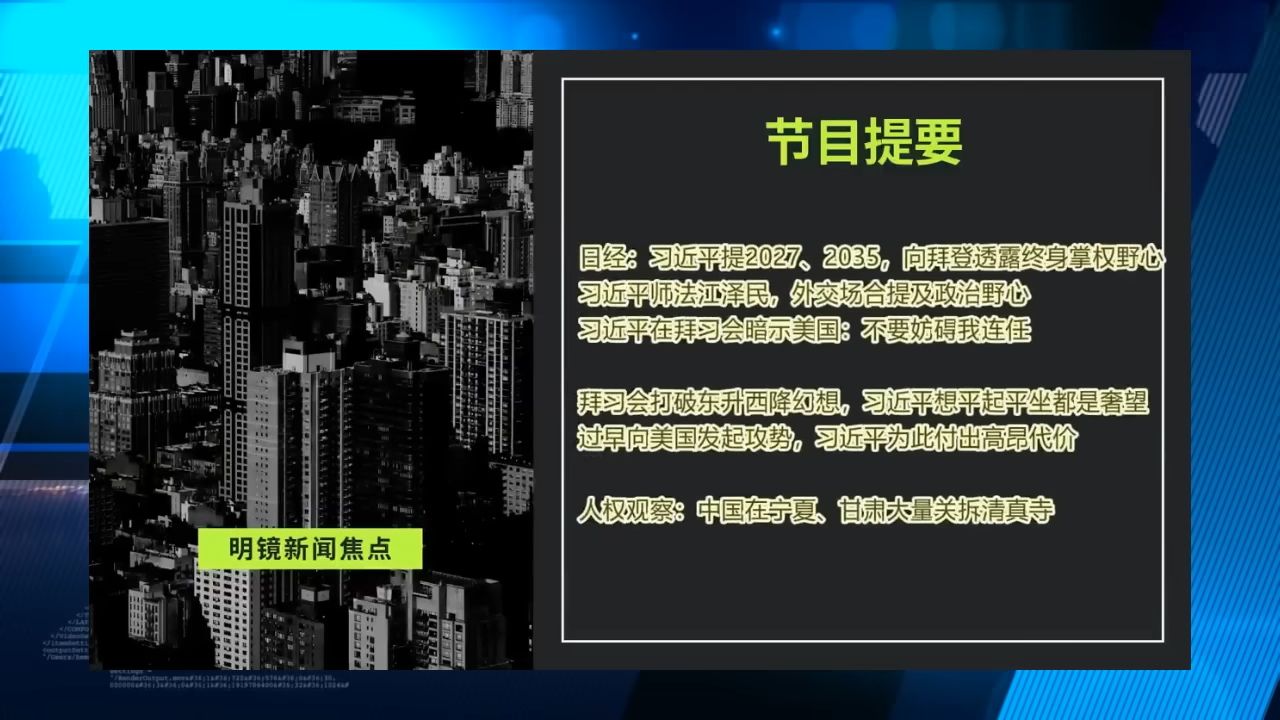 节目提要
日经：习近平提2027、2035，向拜登透露终身掌权野心
习近平师法江泽民，外交场合提及政治野心
习近平在拜习会暗示美国：不要妨碍我连任
拜习会打破东升西降幻想，习近平想平起平坐都是奢望
过早向美国发起攻势，习近平为此付出高昂代价
人权观察：中国在宁夏、甘肃大量关拆清真寺
明镜新闻焦点